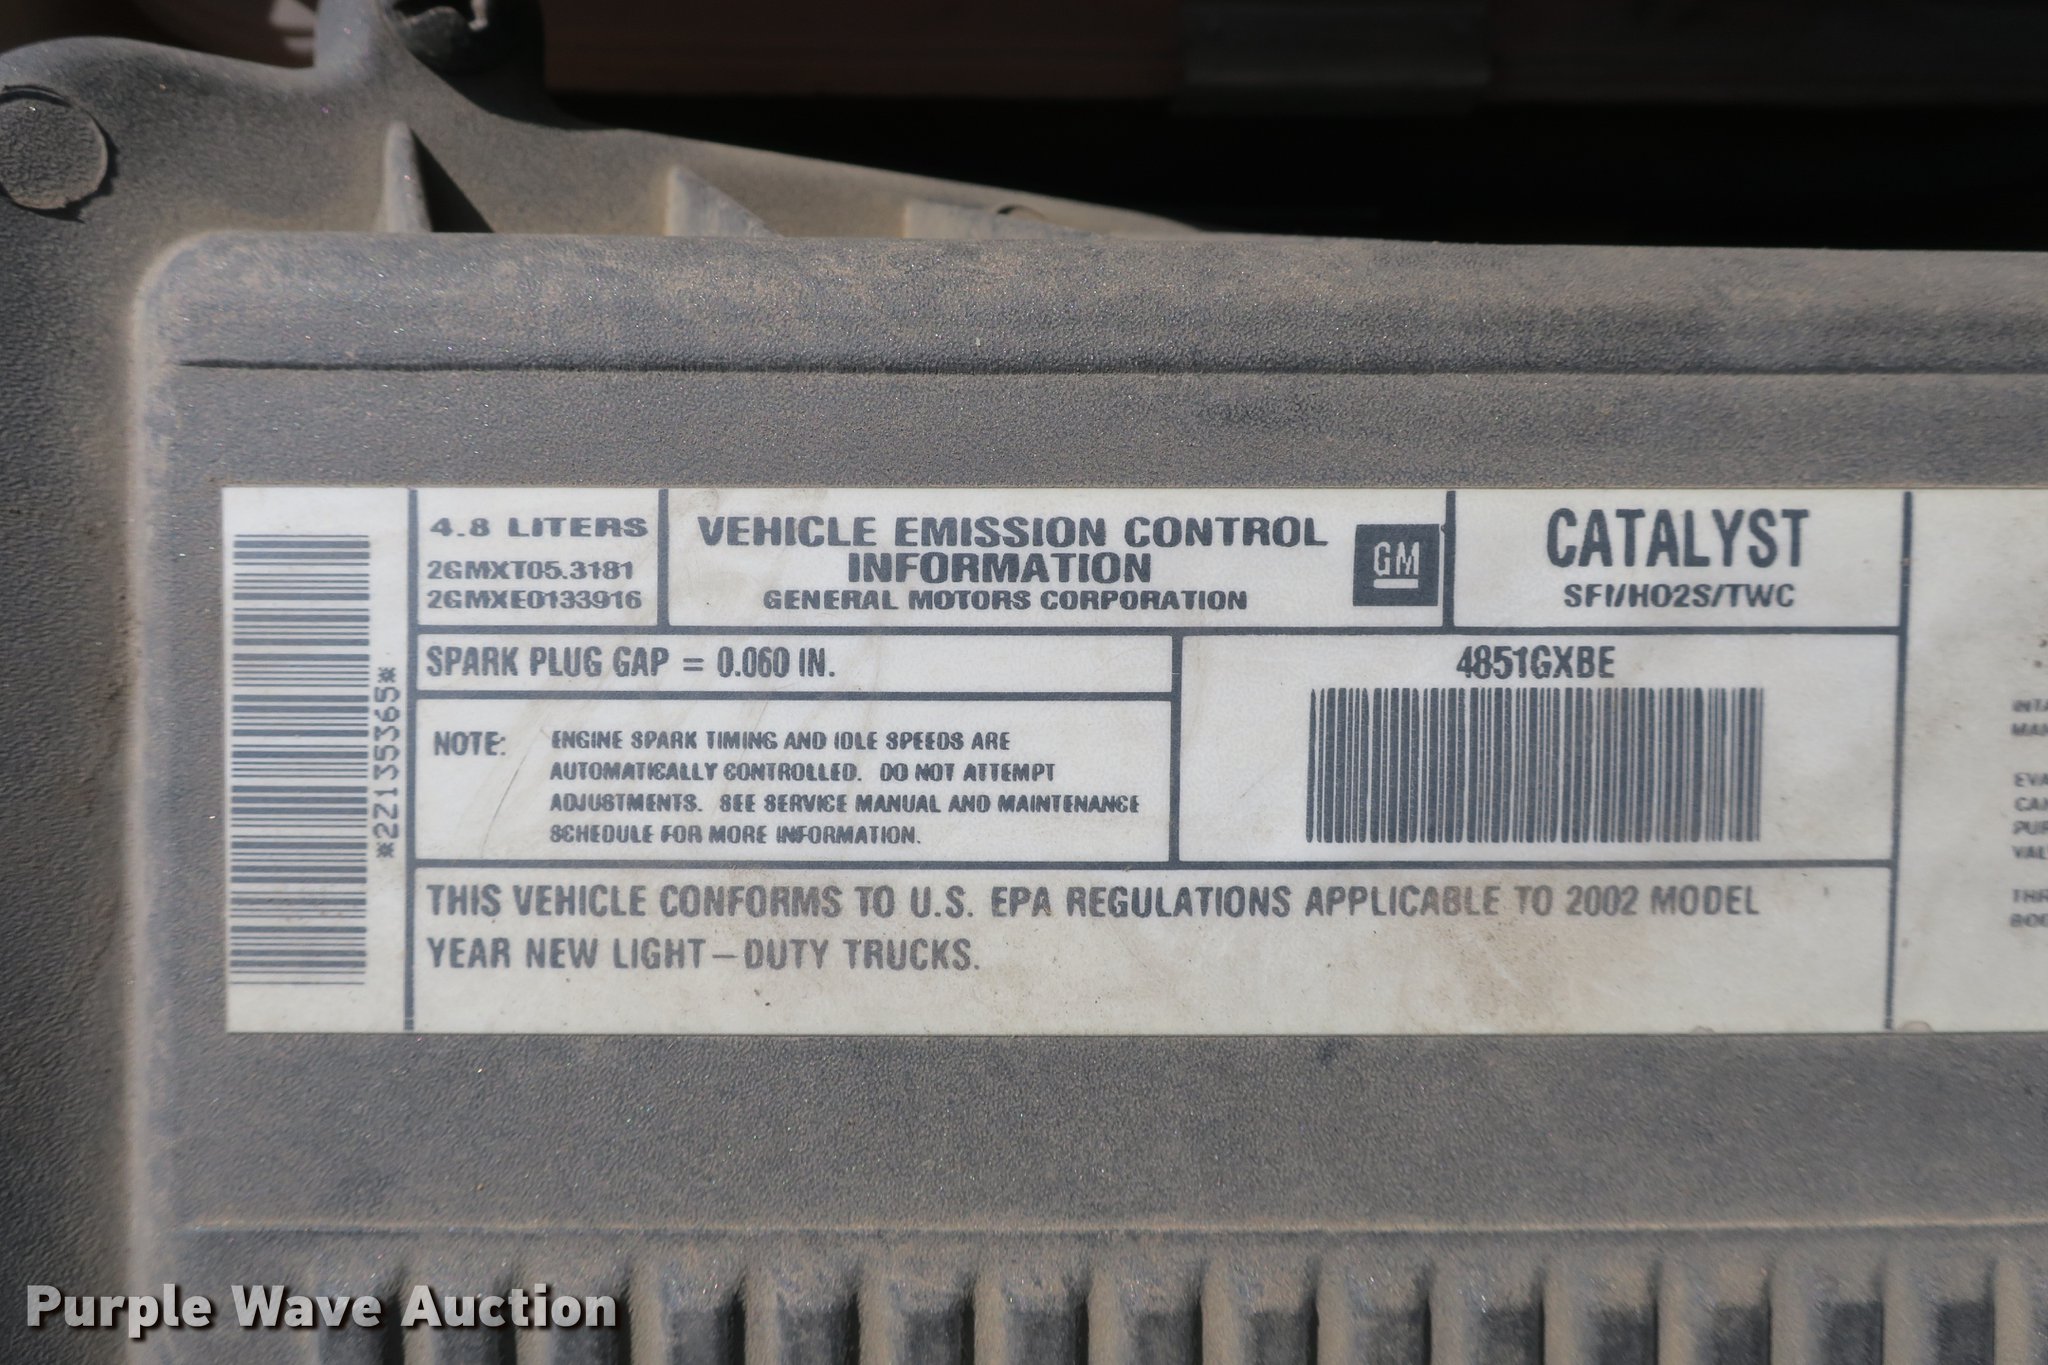 4.8 LITERS
2GMXT05.3181
2GMXE0133916
VEHICLE EMISSION CONTROL
INFORMATION
GENERAL MOTORS CORPORATION
GM
CATALYST
SFI/HO2S/TWC
*22135365*
SPARK PLUG GAP = 0.060 IN.
4851GXBE
NOTE: ENGINE SPARK TIMING AND IDLE SPEEDS ARE
AUTOMATICALLY CONTROLLED. DO NOT ATTEMPT
ADJUSTMENTS. SEE SERVICE MANUAL AND MAINTENANCE
SCHEDULE FOR MORE INFORMATION.
THIS VEHICLE CONFORMS TO U.S. EPA REGULATIONS APPLICABLE TO 2002 MODEL
YEAR NEW LIGHT-DUTY TRUCKS.
Purple Wave Auction